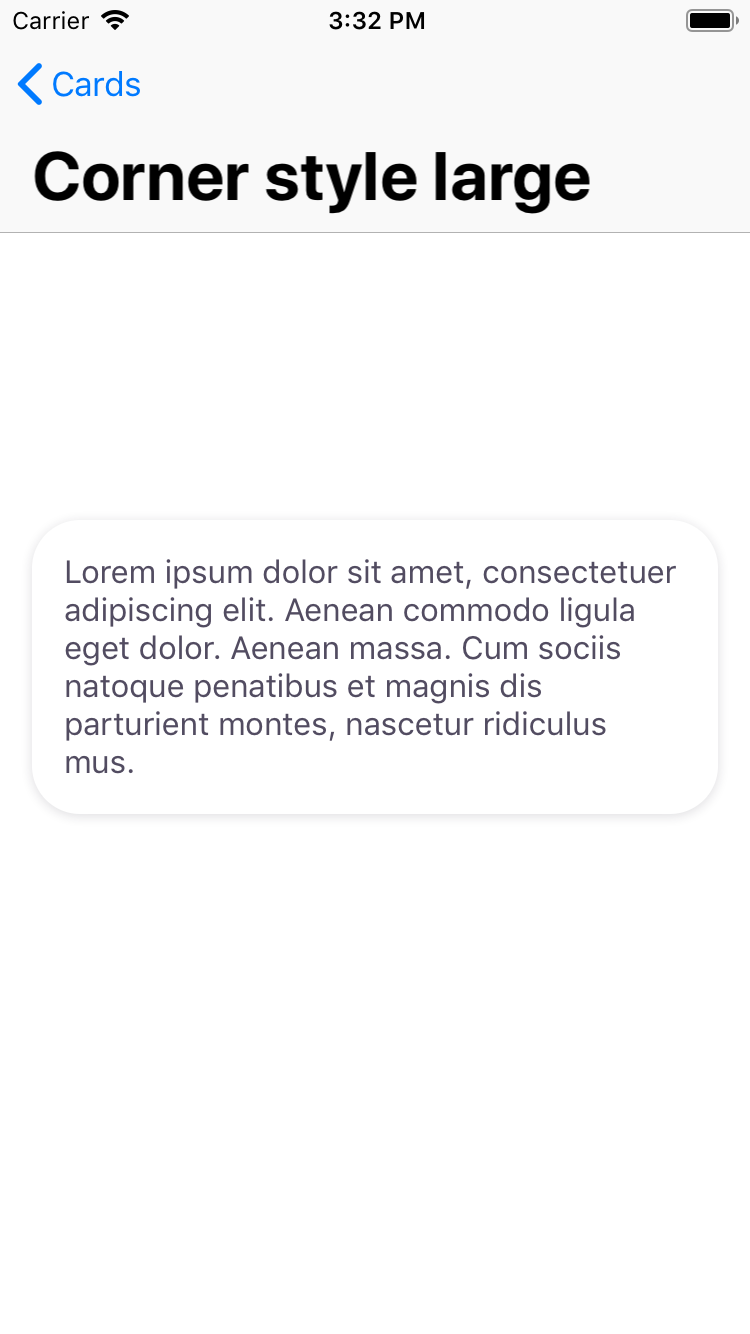 Carrier 3:32 PM
Cards
Corner style large
Lorem ipsum dolor sit amet, consectetuer
adipiscing elit. Aenean commodo ligula
eget dolor. Aenean massa. Cum sociis
natoque penatibus et magnis dis
parturient montes, nascetur ridiculus
mus.